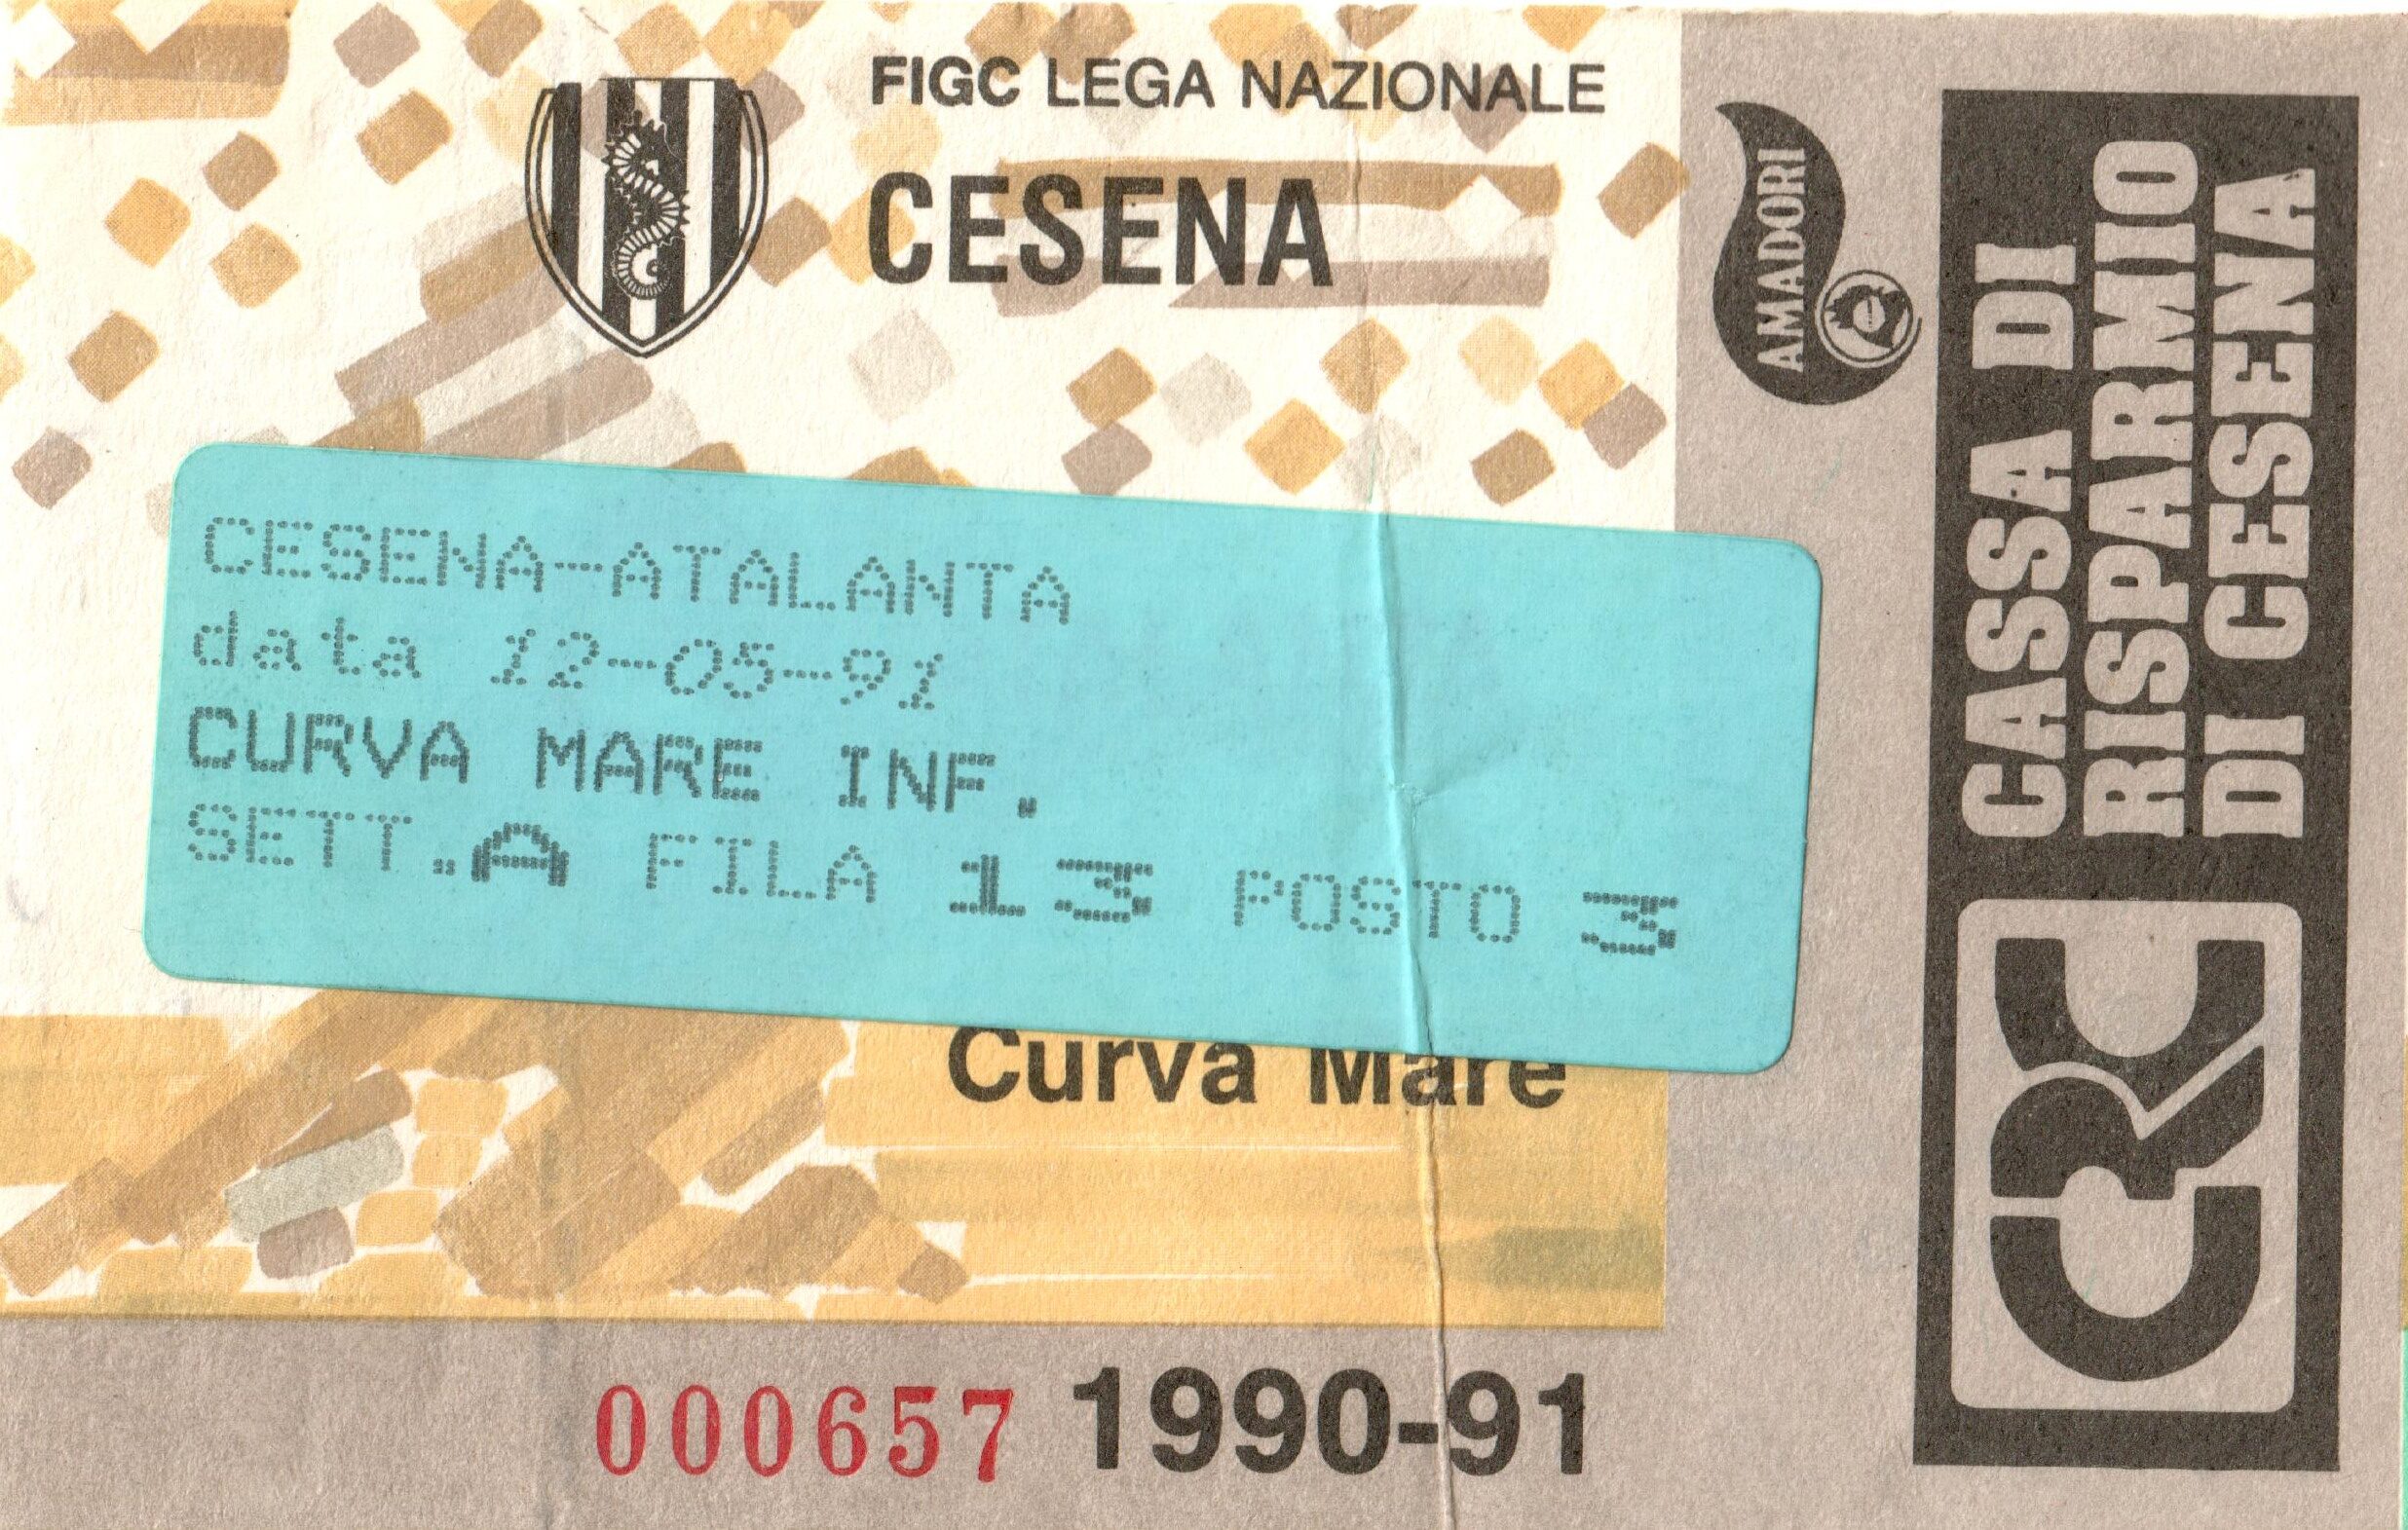 FIGC LEGA NAZIONALE
CESENA
CESENA-ATALANTA
data 12-05-91
CURVA MARE INF.
SETT.A FILA 13 POSTO 3
Curva Mare
000657 1990-91
AMADORI
CASSA DI
RISPARMIO
DI CESENA
CRC